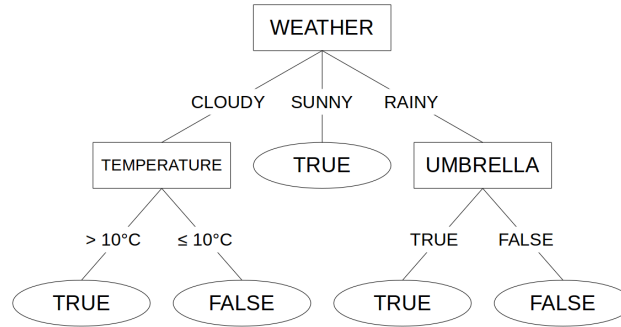 WEATHER
CLOUDY SUNNY RAINY
TEMPERATURE TRUE UMBRELLA
> 10°C ≤ 10°C TRUE FALSE
TRUE FALSE TRUE FALSE